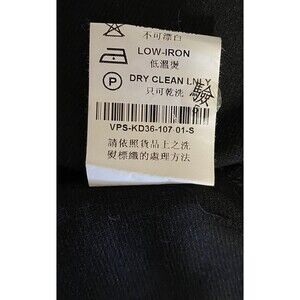 不可漂白
LOW-IRON
低溫燙
P
DRY CLEAN LNLY
只可乾洗
驗
VPS-KD36-107 01-S
請依照貨品上之洗
熨標纖的處理方法